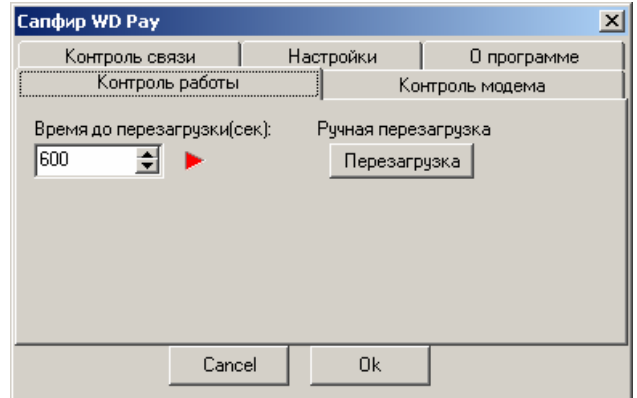 Сапфир WD Pay
Контроль связи Настройки О программе
Контроль работы Контроль модема
Время до перезагрузки(сек): Ручная перезагрузка
600 Перезагрузка
Cancel Ok